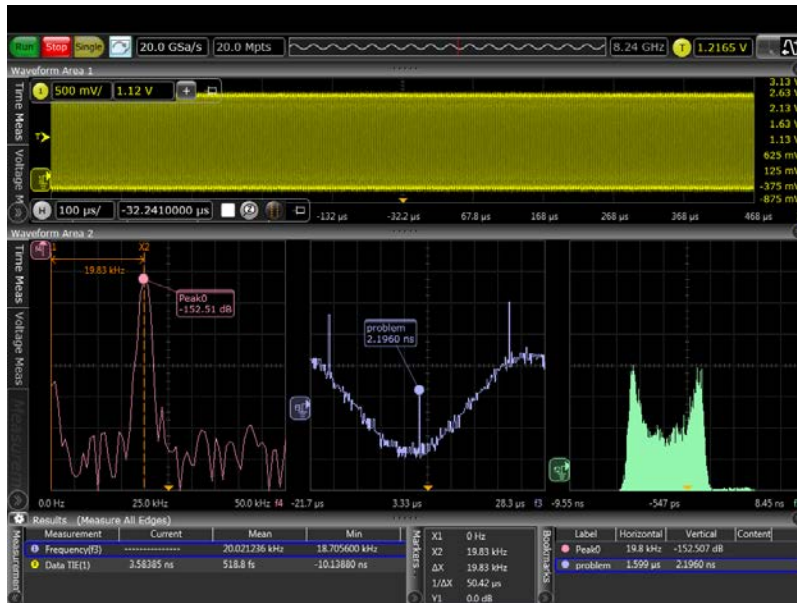 Run Stop Single 20.0 GSa/s 20.0 Mpts 8.24 GHz T 1.2165 V
Waveform Area 1
Time Meas
Voltage M
1 500 mV/ 1.12 V +
3.13 V
2.63 V
2.13 V
1.63 V
1.13 V
625 mV
125 mV
-375 mV
-875 mV
H 100 µs/ -32.2410000 µs
-132 µs -32.2 µs 67.8 µs 168 µs 268 µs 368 µs 468 µs
Waveform Area 2
Time Meas
Voltage Meas
X2
19.83 kHz
Peak0
-152.51 dB
problem
2.1960 ns
0.0 Hz 25.0 kHz 50.0 kHz f4 -21.7 µs 3.33 µs 28.3 µs f3 -9.55 ns -547 ps 8.45 ns
Results (Measure All Edges)
Measurement Current Mean Min
Frequency(f3) -------------- 20.021236 kHz 18.705600 kHz
Data TIE(1) 3.58385 ns 518.8 fs -10.13880 ns
Markers
X1 0 Hz
X2 19.83 kHz
ΔX 19.83 kHz
1/ΔX 50.42 µs
Y1 0.0 dB
Bookmarks
Label Horizontal Vertical Content
Peak0 19.8 kHz -152.507 dB
problem 1.599 µs 2.1960 ns